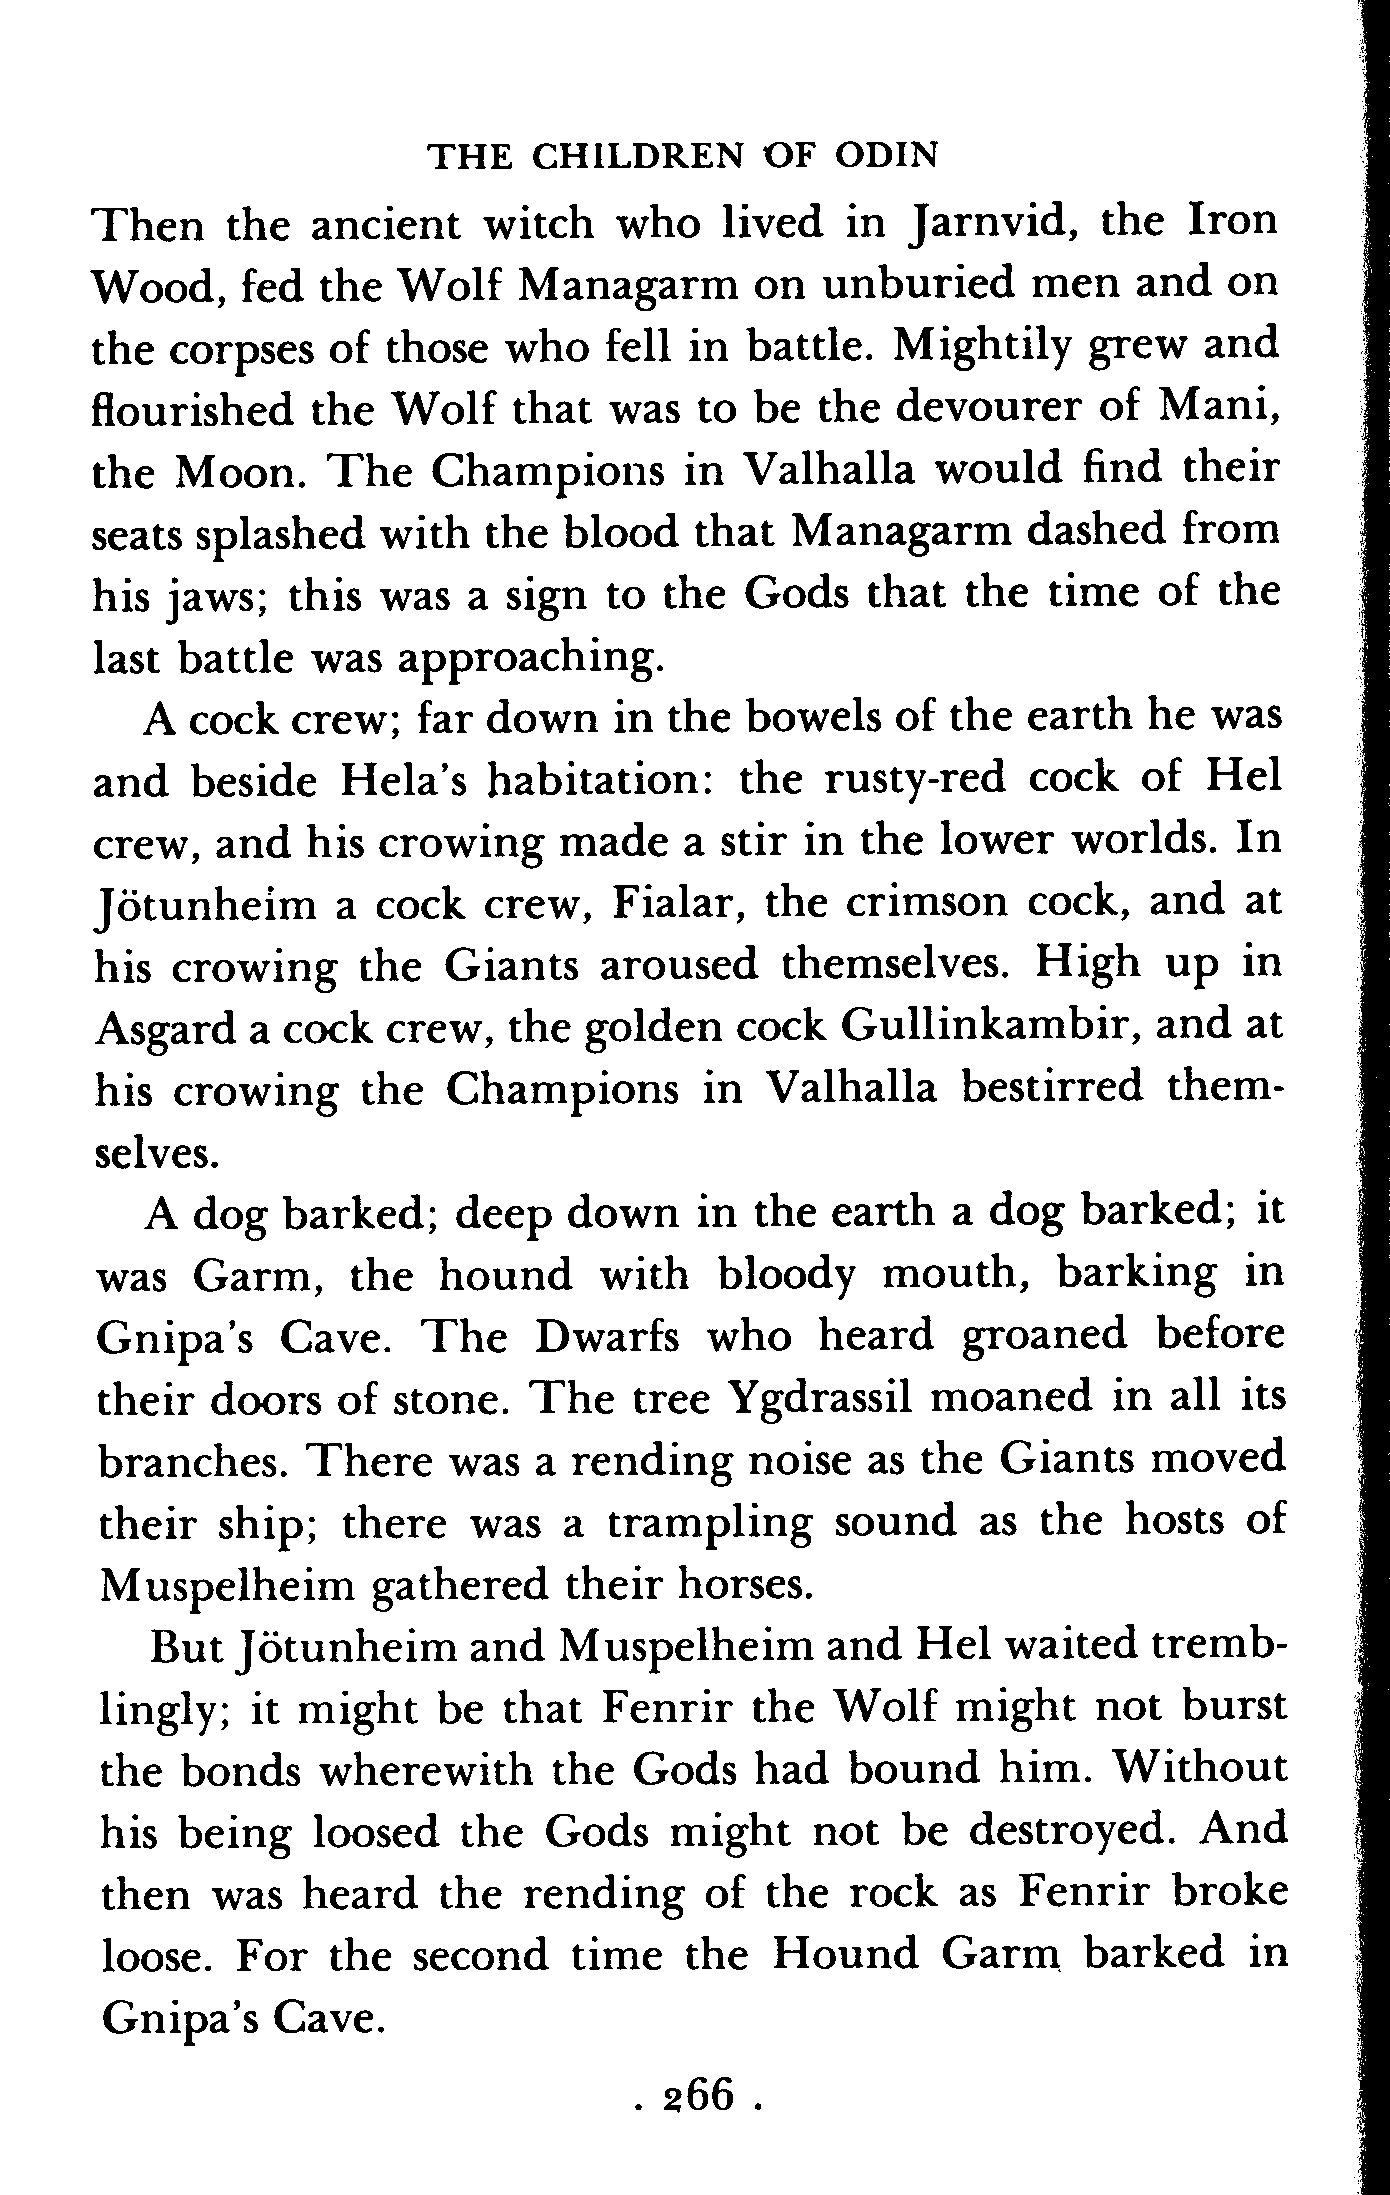 THE CHILDREN OF ODIN
Then the ancient witch who lived in Jarnvid, the Iron
Wood, fed the Wolf Managarm on unburied men and on
the corpses of those who fell in battle. Mightily grew and
flourished the Wolf that was to be the devourer of Mani,
the Moon. The Champions in Valhalla would find their
seats splashed with the blood that Managarm dashed from
his jaws; this was a sign to the Gods that the time of the
last battle was approaching.
A cock crew; far down in the bowels of the earth he was
and beside Hela's habitation: the rusty-red cock of Hel
crew, and his crowing made a stir in the lower worlds. In
Jötunheim a cock crew, Fialar, the crimson cock, and at
his crowing the Giants aroused themselves. High up in
Asgard a cock crew, the golden cock Gullinkambir, and at
his crowing the Champions in Valhalla bestirred them-
selves.
A dog barked; deep down in the earth a dog barked; it
was Garm, the hound with bloody mouth, barking in
Gnipa's Cave. The Dwarfs who heard groaned before
their doors of stone. The tree Ygdrassil moaned in all its
branches. There was a rending noise as the Giants moved
their ship; there was a trampling sound as the hosts of
Muspelheim gathered their horses.
But Jötunheim and Muspelheim and Hel waited tremb-
lingly; it might be that Fenrir the Wolf might not burst
the bonds wherewith the Gods had bound him. Without
his being loosed the Gods might not be destroyed. And
then was heard the rending of the rock as Fenrir broke
loose. For the second time the Hound Garm barked in
Gnipa's Cave.
. 266 .